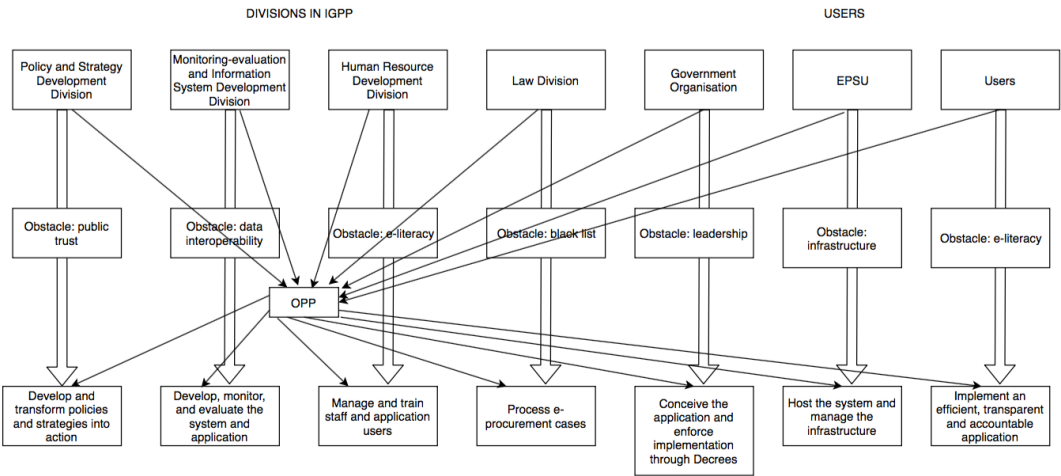 DIVISIONS IN IGPP
USERS
Policy and Strategy
Development
Division
Monitoring-evaluation
and Information
System Development
Division
Human Resource
Development
Division
Law Division
Government
Organisation
EPSU
Users
Obstacle: public
trust
Obstacle: data
interoperability
Obstacle: e-literacy
Obstacle: black list
Obstacle: leadership
Obstacle:
infrastructure
Obstacle: e-literacy
OPP
Develop and
transform policies
and strategies into
action
Develop, monitor,
and evaluate the
system and
application
Manage and train
staff and application
users
Process e-
procurement cases
Conceive the
application and
enforce
implementation
through Decrees
Host the system and
manage the
infrastructure
Implement an
efficient, transparent
and accountable
application